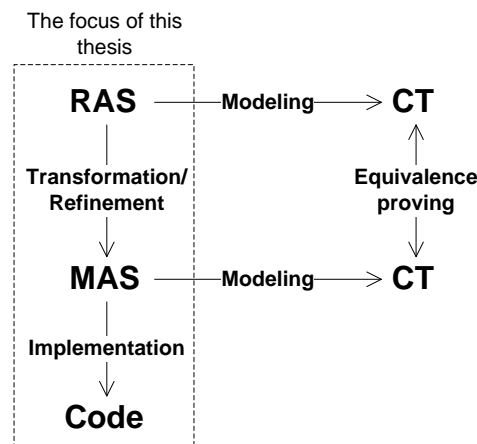 The focus of this
thesis
RAS
Modeling
CT
Transformation/
Refinement
Equivalence
proving
MAS
Modeling
CT
Implementation
Code